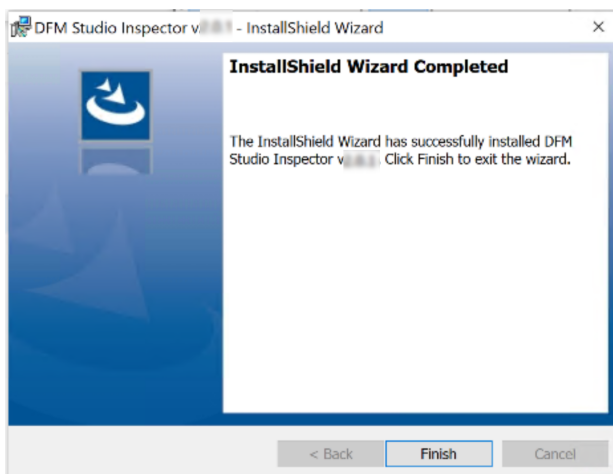 DFM Studio Inspector v - InstallShield Wizard
InstallShield Wizard Completed
The InstallShield Wizard has successfully installed DFM
Studio Inspector v Click Finish to exit the wizard.
< Back
Finish
Cancel